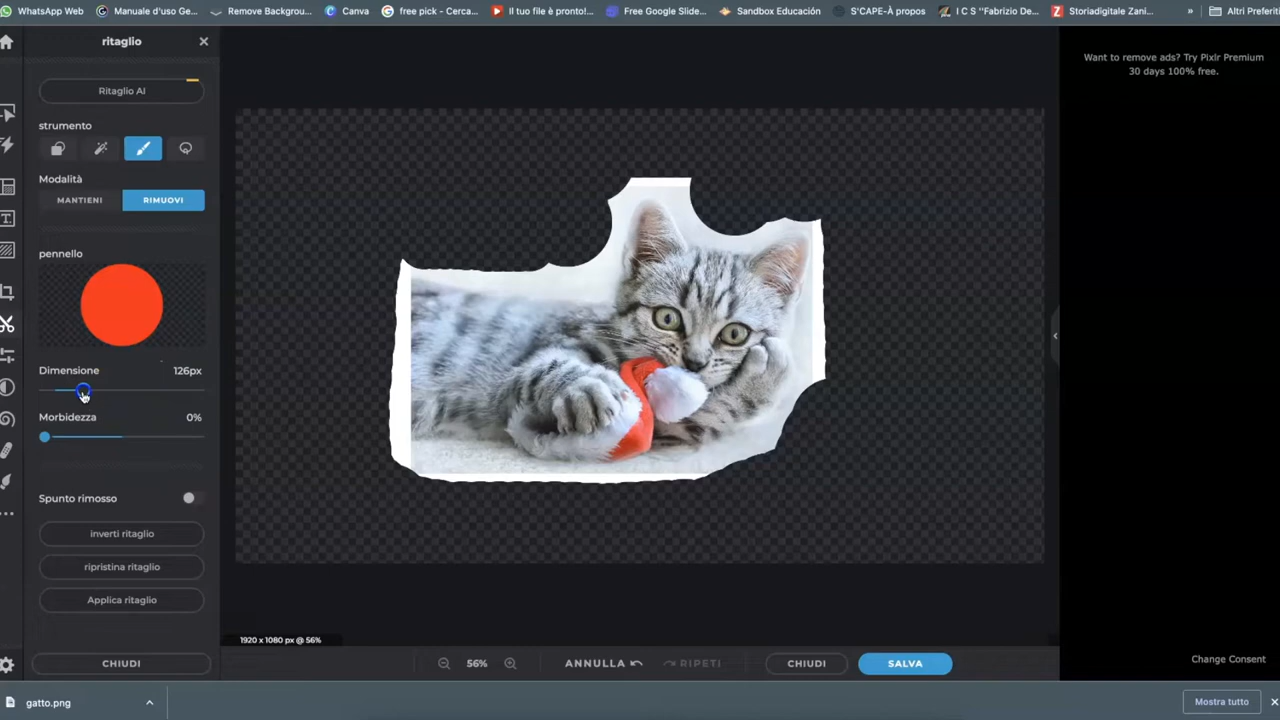 WhatsApp Web
Manuale d'uso Ge...
Remove Backgrou...
Canva
free pick - Cerca...
Il tuo file è pronto!...
Free Google Slide...
Sandbox Educación
S'CAPE-À propos
I C S "Fabrizio De...
Storiadigitale Zani...
»
Altri Preferiti
ritaglio
Want to remove ads? Try Pixlr Premium
30 days 100% free.
Ritaglio AI
strumento
Modalità
MANTIENI
RIMUOVI
pennello
Dimensione 126px
Morbidezza 0%
Spunto rimosso
inverti ritaglio
ripristina ritaglio
Applica ritaglio
1920 x 1080 px @ 56%
CHIUDI
56%
ANNULLA
RIPETI
CHIUDI
SALVA
Change Consent
gatto.png
Mostra tutto